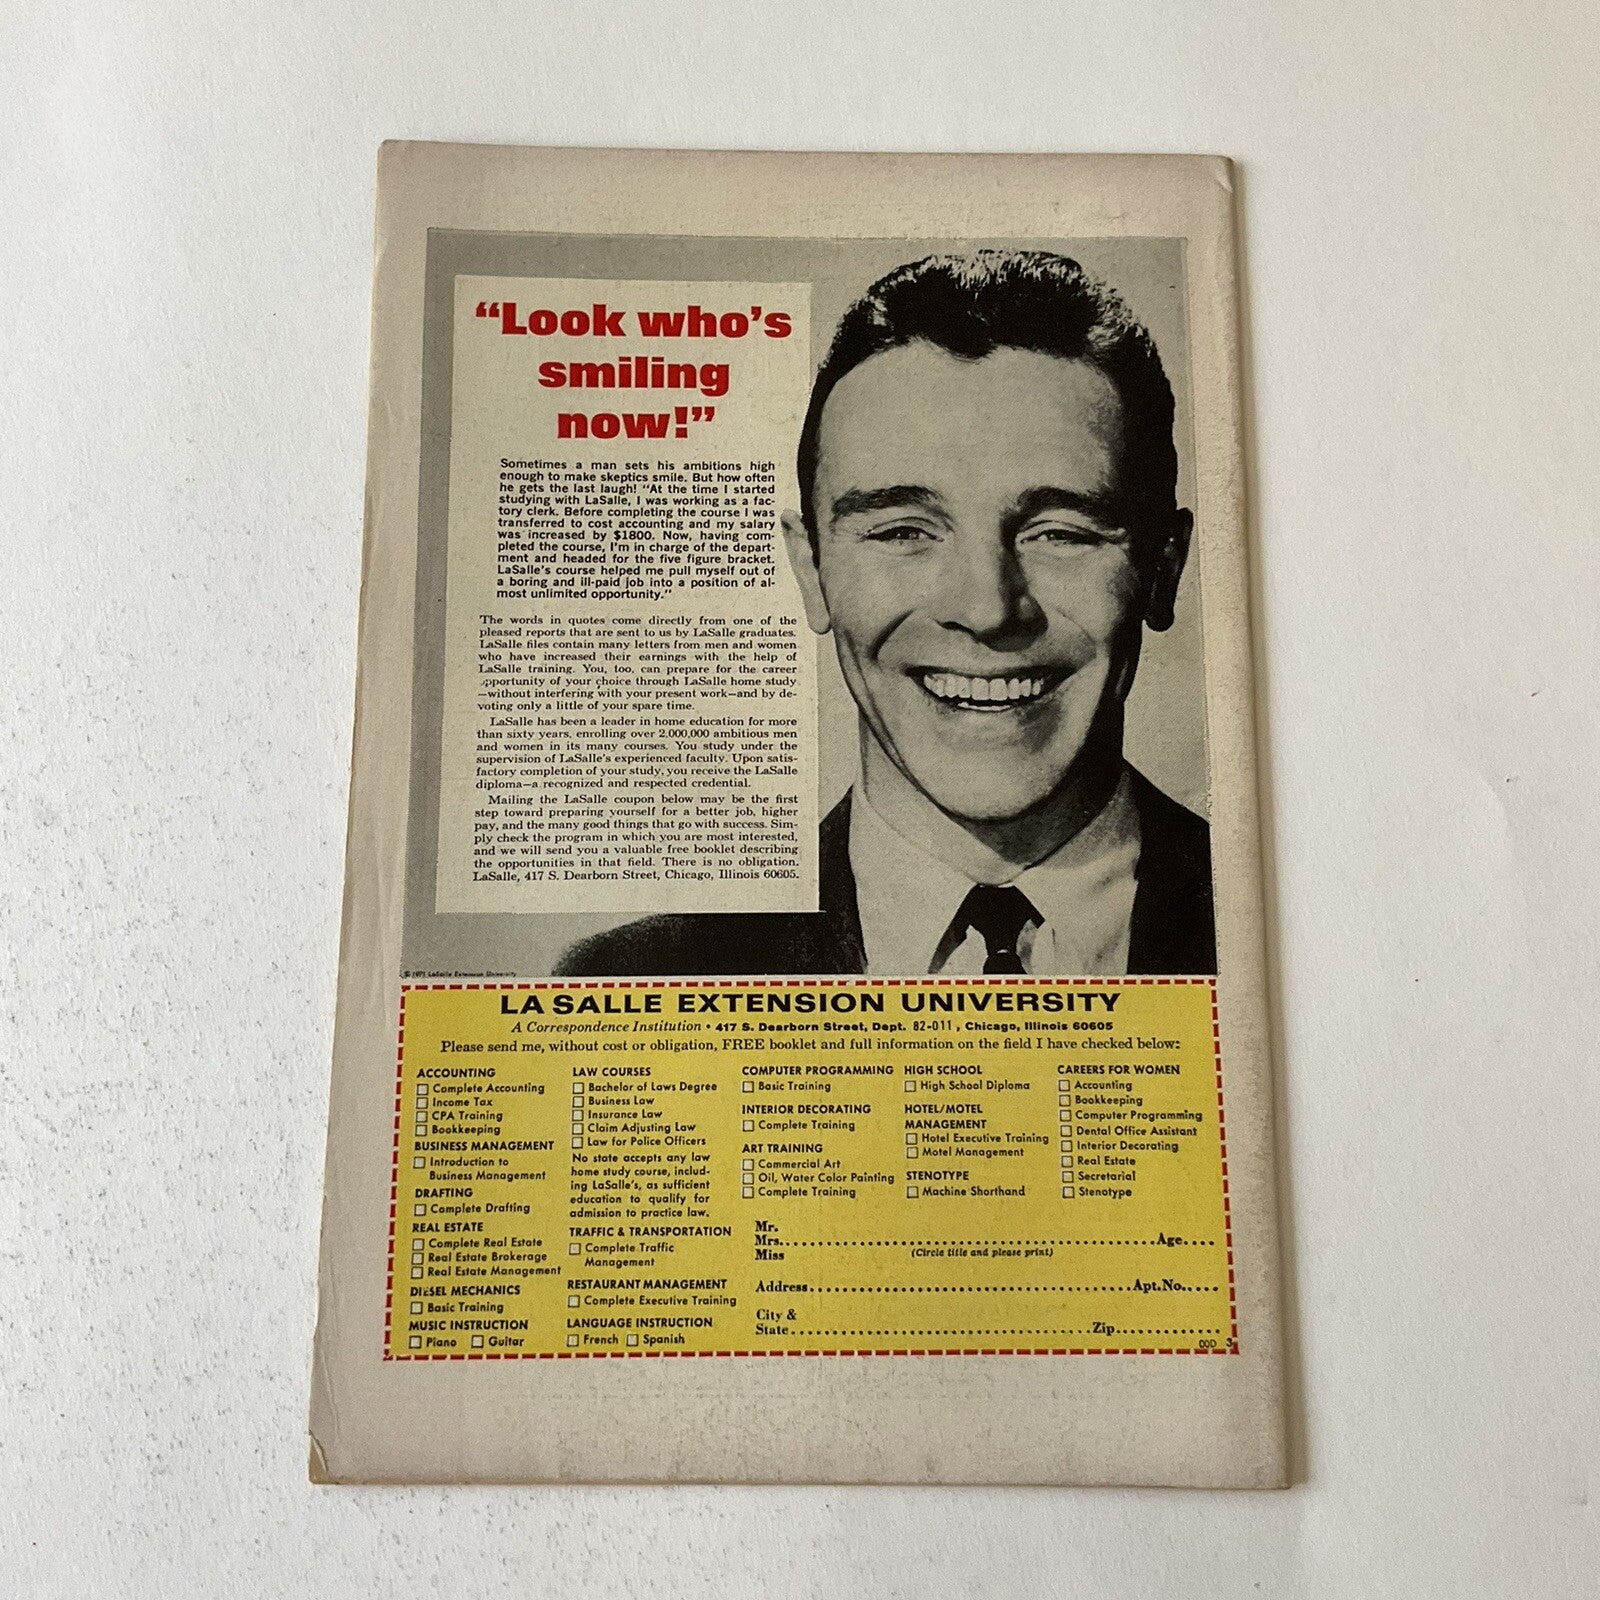 “Look who’s
smiling
now!”
Sometimes a man sets his ambitions high
enough to make skeptics smile. But how often
he gets the last laugh! “At the time I started
studying with LaSalle, I was working as a fac-
tory clerk. Before completing the course I was
transferred to cost accounting and my salary
was increased by $1800. Now, having com-
pleted the course, I’m in charge of the depart-
ment and headed for the five figure bracket.
LaSalle’s course helped me pull myself out of
a boring and ill-paid job into a position of al-
most unlimited opportunity.”
The words in quotes come directly from one of the
pleased reports that are sent to us by LaSalle graduates.
LaSalle files contain many letters from men and women
who have increased their earnings with the help of
LaSalle training. You, too, can prepare for the career
opportunity of your choice through LaSalle home study
—without interfering with your present work—and by de-
voting only a little of your spare time.
LaSalle has been a leader in home education for more
than sixty years, enrolling over 2,000,000 ambitious men
and women in its many courses. You study under the
supervision of LaSalle’s experienced faculty. Upon satis-
factory completion of your study, you receive the LaSalle
diploma—a recognized and respected credential.
Mailing the LaSalle coupon below may be the first
step toward preparing yourself for a better job, higher
pay, and the many good things that go with success. Sim-
ply check the program in which you are most interested,
and we will send you a valuable free booklet describing
the opportunities in that field. There is no obligation.
LaSalle, 417 S. Dearborn Street, Chicago, Illinois 60605.
© 1971 LaSalle Extension University
LA SALLE EXTENSION UNIVERSITY
A Correspondence Institution • 417 S. Dearborn Street, Dept. 82-011, Chicago, Illinois 60605
Please send me, without cost or obligation, FREE booklet and full information on the field I have checked below:
ACCOUNTING
Complete Accounting
Income Tax
CPA Training
Bookkeeping
BUSINESS MANAGEMENT
Introduction to
Business Management
DRAFTING
Complete Drafting
REAL ESTATE
Complete Real Estate
Real Estate Brokerage
Real Estate Management
DIESEL MECHANICS
Basic Training
MUSIC INSTRUCTION
Piano Guitar
LAW COURSES
Bachelor of Laws Degree
Business Law
Insurance Law
Claim Adjusting Law
Law for Police Officers
No state accepts any law
home study course, includ-
ing LaSalle’s, as sufficient
education to qualify for
admission to practice law.
TRAFFIC & TRANSPORTATION
Complete Traffic
Management
RESTAURANT MANAGEMENT
Complete Executive Training
LANGUAGE INSTRUCTION
French Spanish
COMPUTER PROGRAMMING
Basic Training
INTERIOR DECORATING
Complete Training
ART TRAINING
Commercial Art
Oil, Water Color Painting
Complete Training
HIGH SCHOOL
High School Diploma
HOTEL/MOTEL
MANAGEMENT
Hotel Executive Training
Motel Management
STENOTYPE
Machine Shorthand
CAREERS FOR WOMEN
Accounting
Bookkeeping
Computer Programming
Dental Office Assistant
Interior Decorating
Real Estate
Secretarial
Stenotype
Mr.
Mrs. Age
Miss (Circle title and please print)
Address Apt.No.
City &
State Zip
00D 3